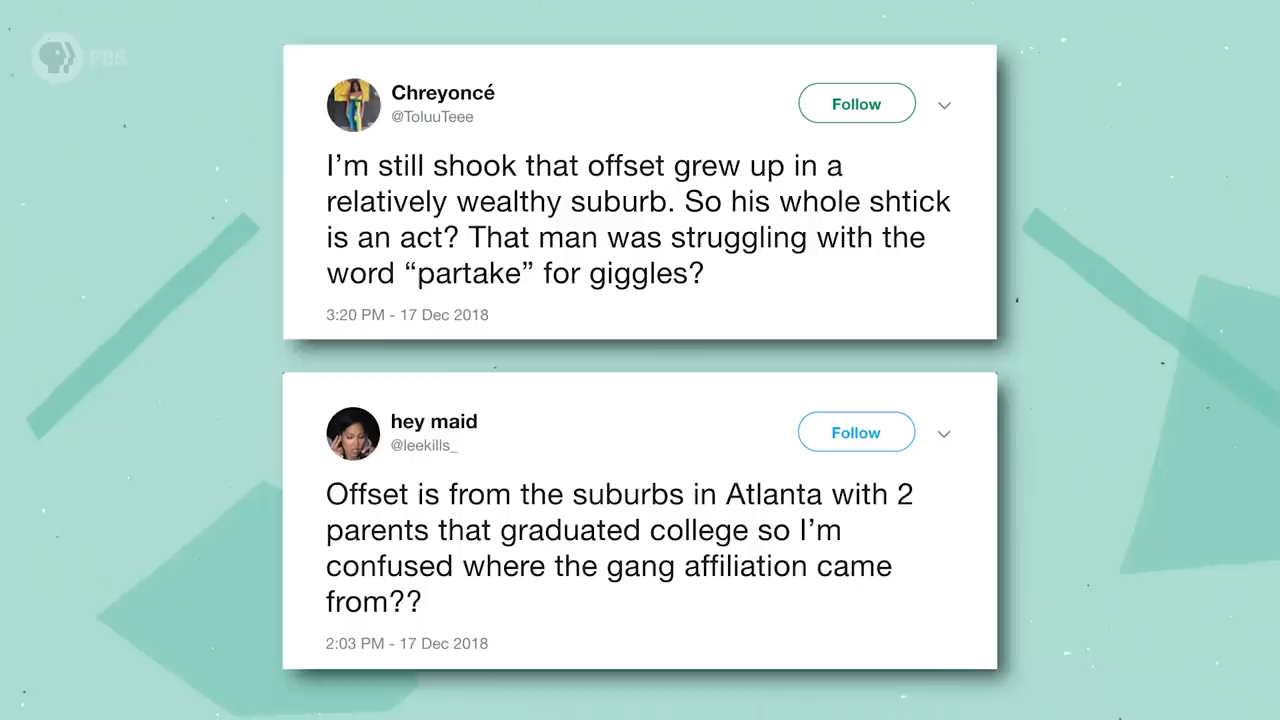 PBS
Chreyoncé
@ToluuTeee
Follow
I’m still shook that offset grew up in a
relatively wealthy suburb. So his whole shtick
is an act? That man was struggling with the
word “partake” for giggles?
3:20 PM - 17 Dec 2018
hey maid
@leekills_
Follow
Offset is from the suburbs in Atlanta with 2
parents that graduated college so I’m
confused where the gang affiliation came
from??
2:03 PM - 17 Dec 2018